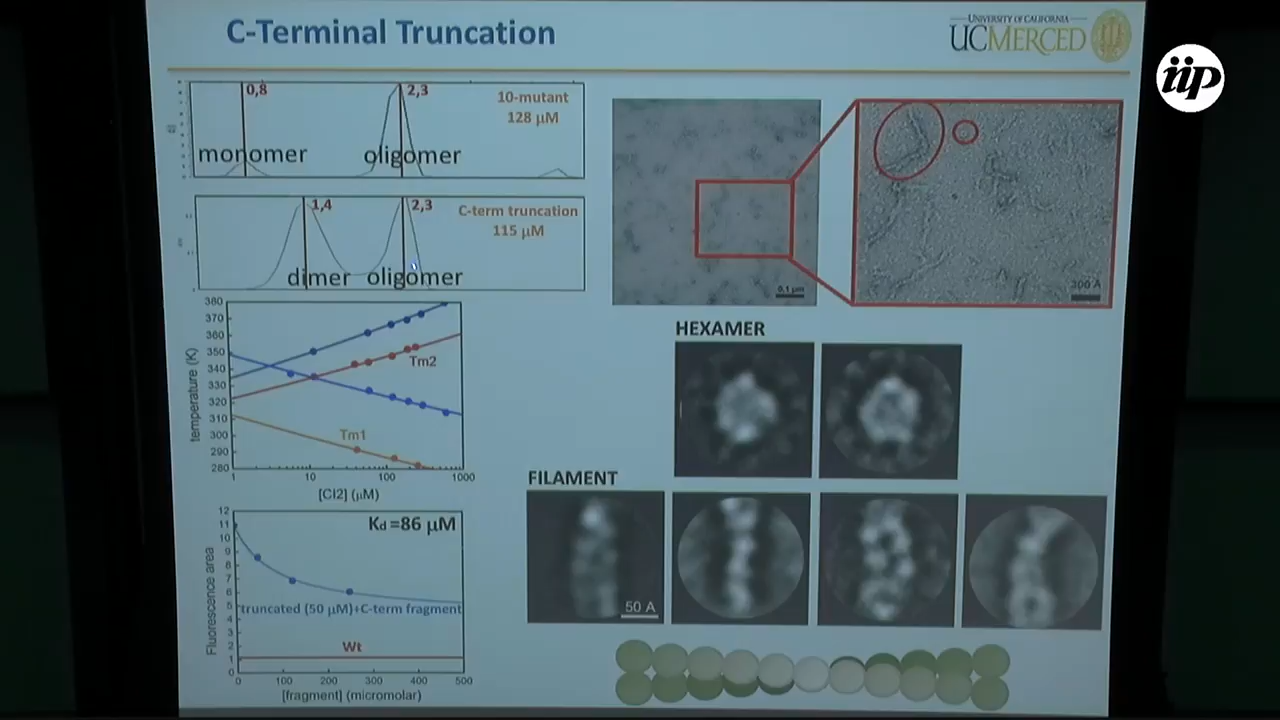 C-Terminal Truncation
UNIVERSITY OF CALIFORNIA
UCMERCED
iip
0,8
2,3
10-mutant
128 µM
monomer
oligomer
1,4
2,3
C-term truncation
115 µM
dimer
oligomer
0.1 µm
300 Å
380
370
360
350
340
330
320
310
300
290
280
temperature (K)
Tm2
Tm1
1
10
100
1000
[CI2] (µM)
HEXAMER
FILAMENT
50 A
12
11
10
9
8
7
6
5
4
3
2
1
0
Fluorescence area
Kd =86 µM
truncated (50 µM)+C-term fragment
Wt
0
100
200
300
400
500
[fragment] (micromolar)